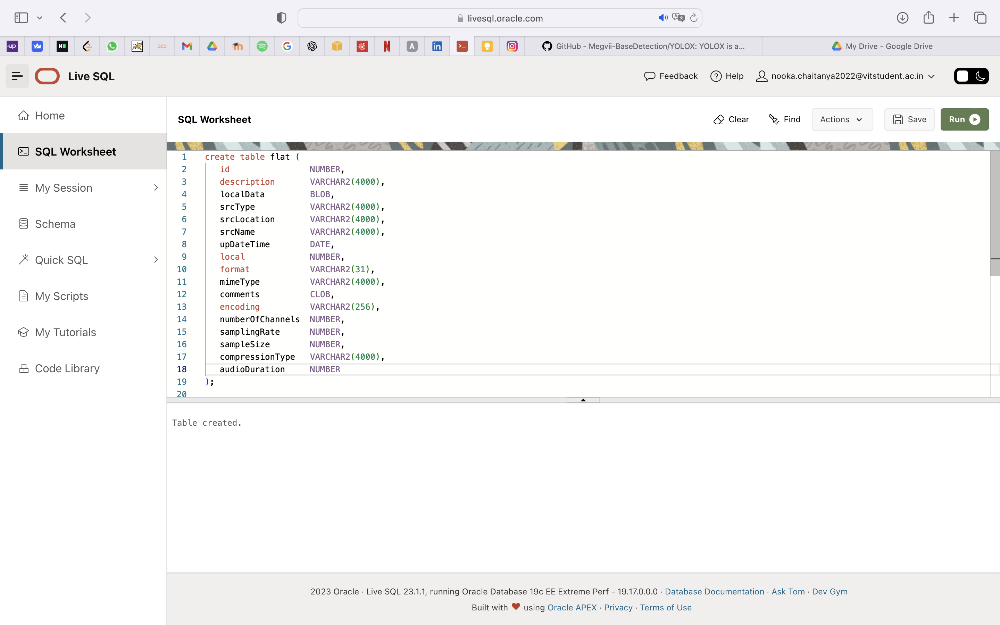 livesql.oracle.com
up
H
DCD
A
in
GitHub - Megvii-BaseDetection/YOLOX: YOLOX is a...
My Drive - Google Drive
Live SQL
Feedback
Help
nooka.chaitanya2022@vitstudent.ac.in
Home
SQL Worksheet
My Session
Schema
Quick SQL
My Scripts
My Tutorials
Code Library
SQL Worksheet
Clear
Find
Actions
Save
Run
1 create table flat (
2 id NUMBER,
3 description VARCHAR2(4000),
4 localData BLOB,
5 srcType VARCHAR2(4000),
6 srcLocation VARCHAR2(4000),
7 srcName VARCHAR2(4000),
8 upDateTime DATE,
9 local NUMBER,
10 format VARCHAR2(31),
11 mimeType VARCHAR2(4000),
12 comments CLOB,
13 encoding VARCHAR2(256),
14 numberOfChannels NUMBER,
15 samplingRate NUMBER,
16 sampleSize NUMBER,
17 compressionType VARCHAR2(4000),
18 audioDuration NUMBER
19 );
20
Table created.
2023 Oracle · Live SQL 23.1.1, running Oracle Database 19c EE Extreme Perf - 19.17.0.0.0 · Database Documentation · Ask Tom · Dev Gym
Built with ❤ using Oracle APEX · Privacy · Terms of Use